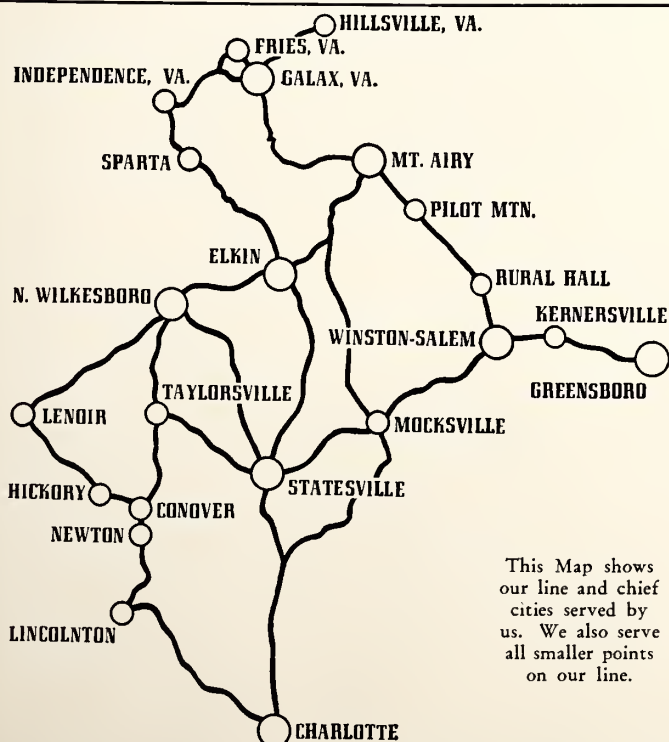 HILLSVILLE, VA.
FRIES, VA.
INDEPENDENCE, VA.
GALAX, VA.
SPARTA
MT. AIRY
PILOT MTN.
ELKIN
RURAL HALL
N. WILKESBORO
KERNERSVILLE
WINSTON-SALEM
GREENSBORO
TAYLORSVILLE
LENOIR
MOCKSVILLE
HICKORY
STATESVILLE
CONOVER
NEWTON
LINCOLNTON
CHARLOTTE
This Map shows
our line and chief
cities served by
us. We also serve
all smaller points
on our line.